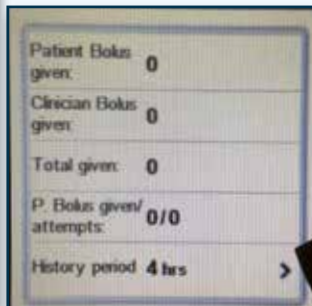 Patient Bolus
given: 0
Clinician Bolus
given: 0
Total given: 0
P. Bolus given/
attempts: 0/0
History period 4 hrs >